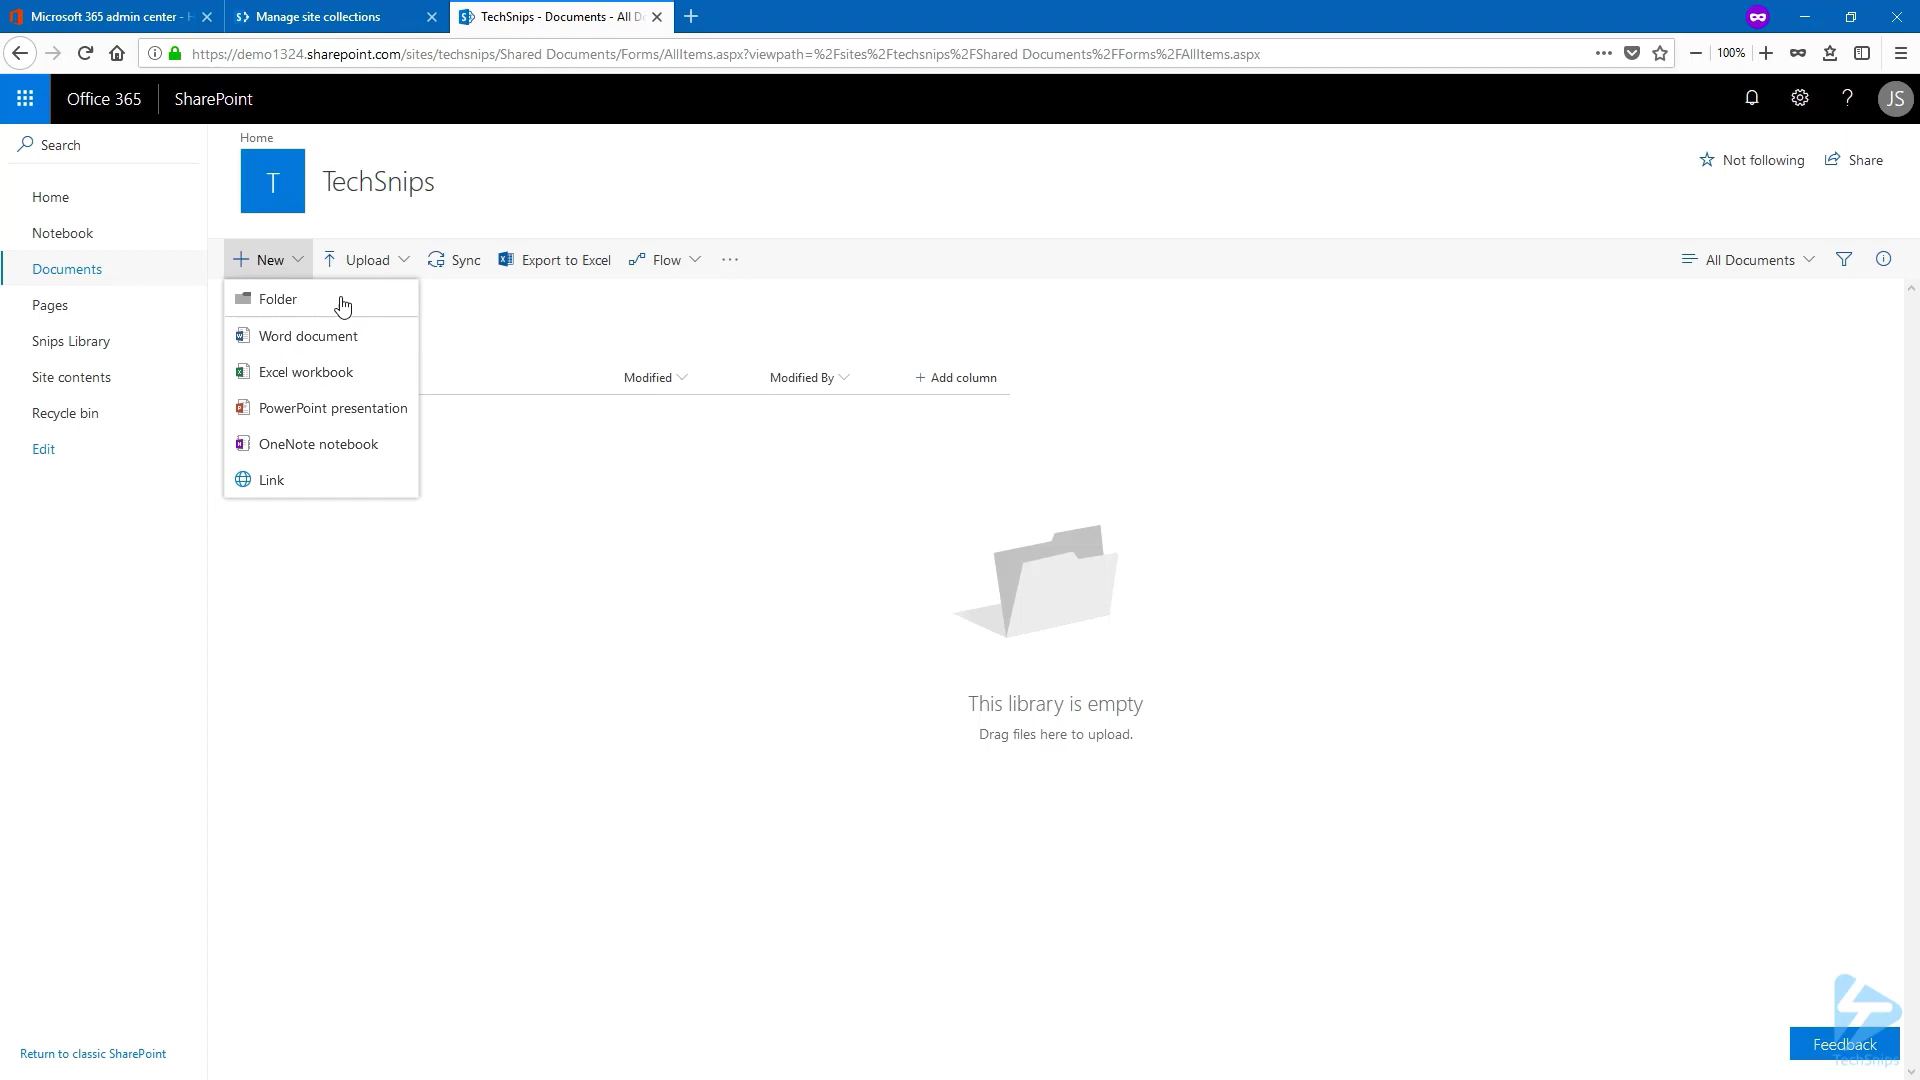 Microsoft 365 admin center - H
Manage site collections
TechSnips - Documents - All D
https://demo1324.sharepoint.com/sites/techsnips/Shared Documents/Forms/AllItems.aspx?viewpath=%2Fsites%2Ftechsnips%2FShared Documents%2FForms%2FAllItems.aspx
100%
Office 365
SharePoint
JS
Search
Home
Notebook
Documents
Pages
Snips Library
Site contents
Recycle bin
Edit
Return to classic SharePoint
Home
T
TechSnips
Not following
Share
New
Upload
Sync
Export to Excel
Flow
All Documents
Folder
Word document
Excel workbook
PowerPoint presentation
OneNote notebook
Link
Modified
Modified By
Add column
This library is empty
Drag files here to upload.
Feedback
TechSnips